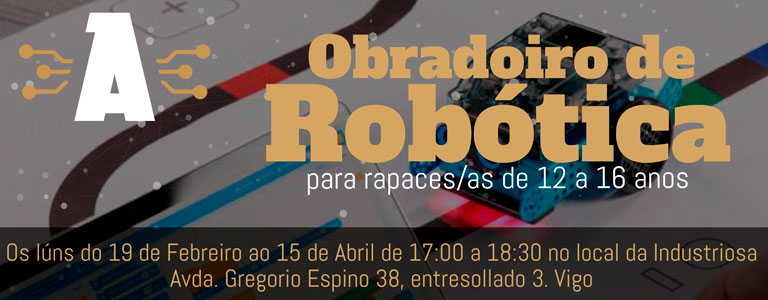 A
Obradoiro de
Robótica
para rapaces/as de 12 a 16 anos
Os lúns do 19 de Febreiro ao 15 de Abril de 17:00 a 18:30 no local da Industriosa
Avda. Gregorio Espino 38, entresollado 3. Vigo